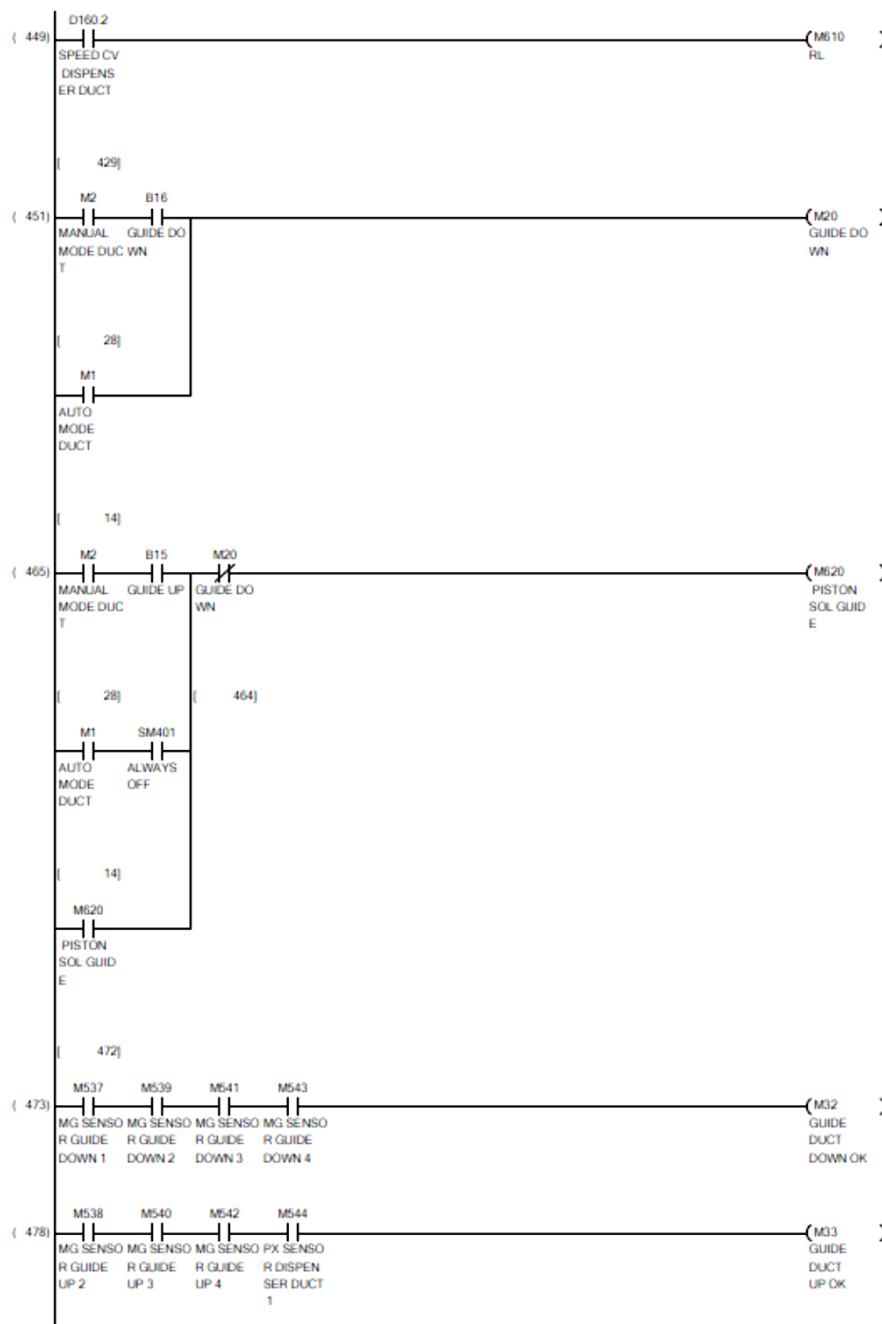 D160.2
( 449) (M610 )
SPEED CV RL
DISPENS
ER DUCT
[ 429]
M2 B16
( 451) (M20 )
MANUAL GUIDE DO GUIDE DO
MODE DUC WN WN
T
[ 28]
M1
AUTO
MODE
DUCT
[ 14]
M2 B15 M20
( 465) (M620 )
MANUAL GUIDE UP GUIDE DO PISTON
MODE DUC WN SOL GUID
T E
[ 28] [ 464]
M1 SM401
AUTO ALWAYS
MODE OFF
DUCT
[ 14]
M620
PISTON
SOL GUID
E
[ 472]
M537 M539 M541 M543
( 473) (M32 )
MG SENSO MG SENSO MG SENSO MG SENSO GUIDE
R GUIDE R GUIDE R GUIDE R GUIDE DUCT
DOWN 1 DOWN 2 DOWN 3 DOWN 4 DOWN OK
M538 M540 M542 M544
( 478) (M33 )
MG SENSO MG SENSO MG SENSO PX SENSO GUIDE
R GUIDE R GUIDE R GUIDE R DISPEN DUCT
UP 2 UP 3 UP 4 SER DUCT UP OK
1